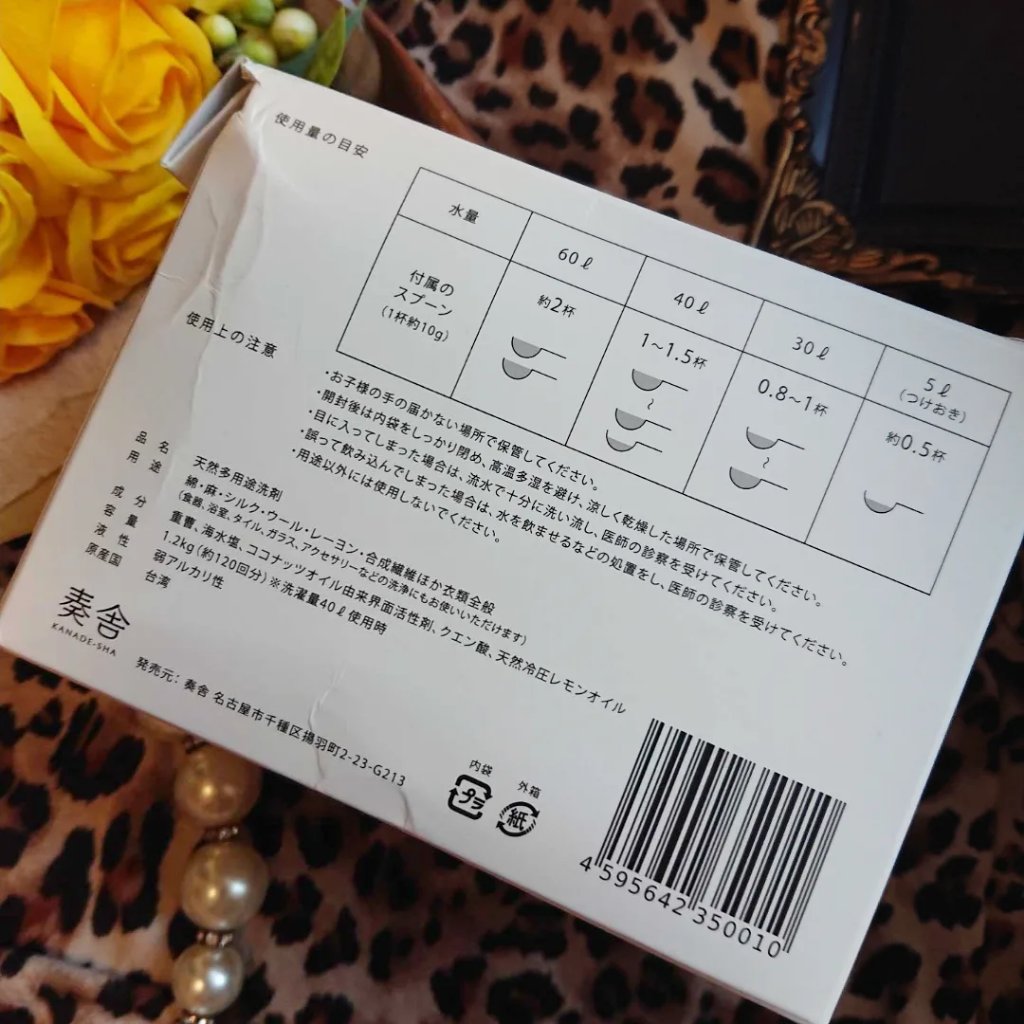 使用量の目安
水量
60ℓ
40ℓ
30ℓ
5ℓ
(つけおき)
付属の
スプーン
(1杯約10g)
約2杯
1〜1.5杯
〜
0.8〜1杯
〜
約0.5杯
使用上の注意
・お子様の手の届かない場所で保管してください。
・開封後は内袋をしっかり閉め、高温多湿を避け、涼しく乾燥した場所で保管してください。
・目に入ってしまった場合は、流水で十分に洗い流し、医師の診察を受けてください。
・誤って飲み込んでしまった場合は、水を飲ませるなどの処置をし、医師の診察を受けてください。
・用途以外には使用しないでください。
品名 天然多用途洗剤
用途 綿・麻・シルク・ウール・レーヨン・合成繊維ほか衣類全般
(食器、浴室、タイル、ガラス、アクセサリーなどの洗浄にもお使いいただけます)
成分 重曹、海水塩、ココナッツオイル由来界面活性剤、クエン酸、天然冷圧レモンオイル
容量 1.2kg(約120回分)※洗濯量40ℓ使用時
液性 弱アルカリ性
原産国 台湾
奏舎
KANADE-SHA
発売元: 奏舎 名古屋市千種区揚羽町2-23-G213
内袋
プラ
外箱
紙
4 595642 350010